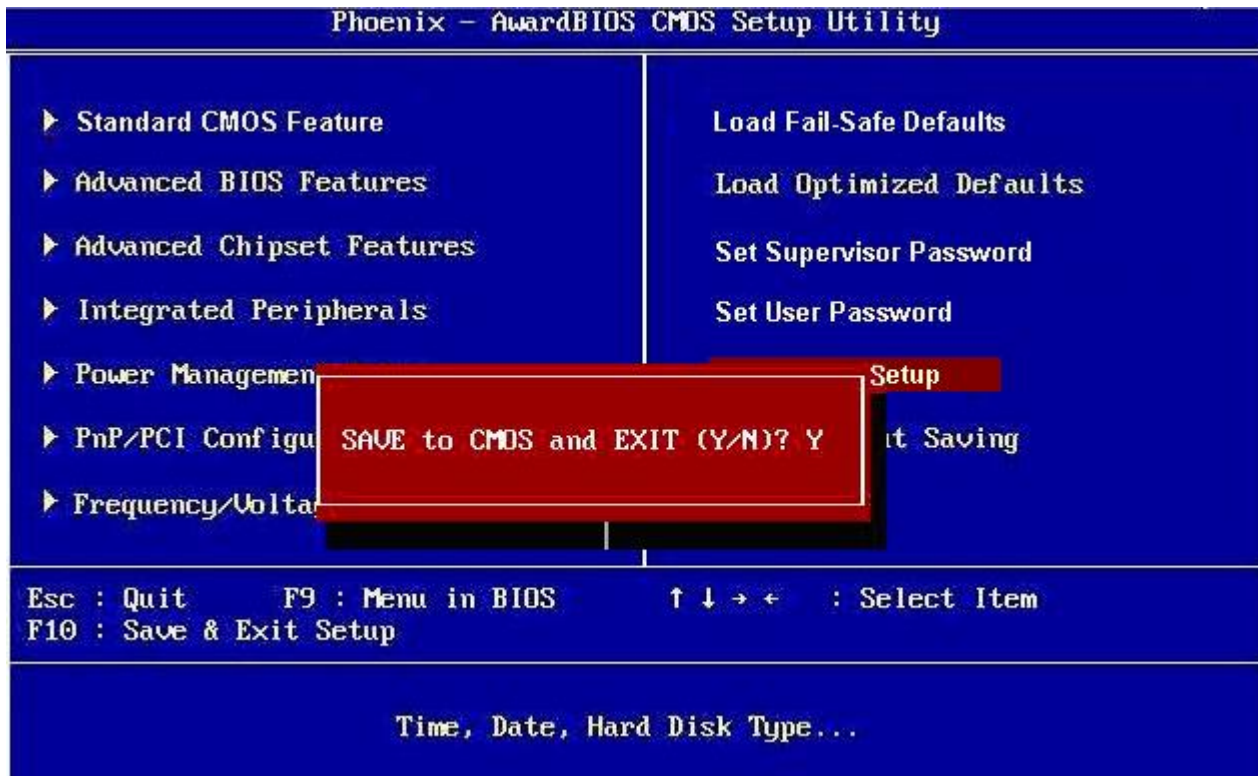 Phoenix - AwardBIOS CMOS Setup Utility
Standard CMOS Feature
Advanced BIOS Features
Advanced Chipset Features
Integrated Peripherals
Power Managemen
PnP/PCI Configu
Frequency/Volta
Load Fail-Safe Defaults
Load Optimized Defaults
Set Supervisor Password
Set User Password
Setup
t Saving
SAVE to CMOS and EXIT (Y/N)? Y
Esc : Quit F9 : Menu in BIOS ↑ ↓ → ← : Select Item
F10 : Save & Exit Setup
Time, Date, Hard Disk Type...